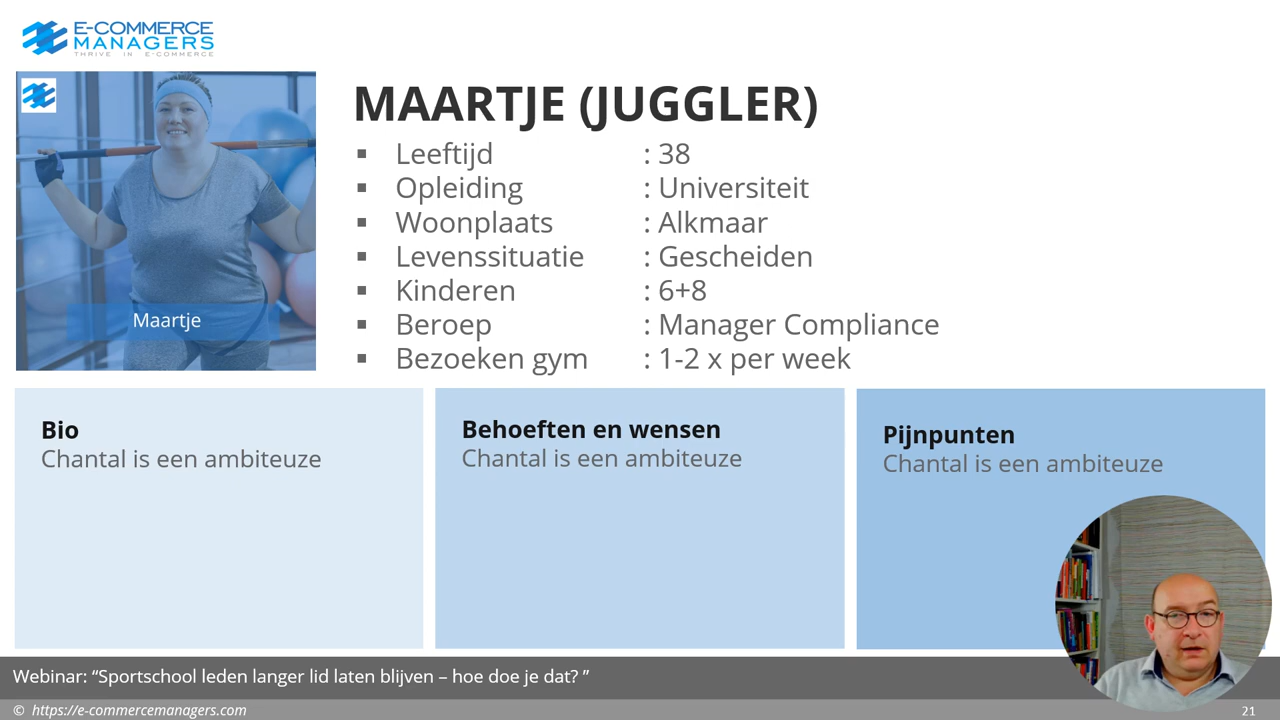 E-COMMERCE
MANAGERS
THRIVE IN E-COMMERCE
Maartje
MAARTJE (JUGGLER)
▪ Leeftijd : 38
▪ Opleiding : Universiteit
▪ Woonplaats : Alkmaar
▪ Levenssituatie : Gescheiden
▪ Kinderen : 6+8
▪ Beroep : Manager Compliance
▪ Bezoeken gym : 1-2 x per week
Bio
Chantal is een ambiteuze
Behoeften en wensen
Chantal is een ambiteuze
Pijnpunten
Chantal is een ambiteuze
Webinar: “Sportschool leden langer lid laten blijven – hoe doe je dat? ”
© https://e-commercemanagers.com
21